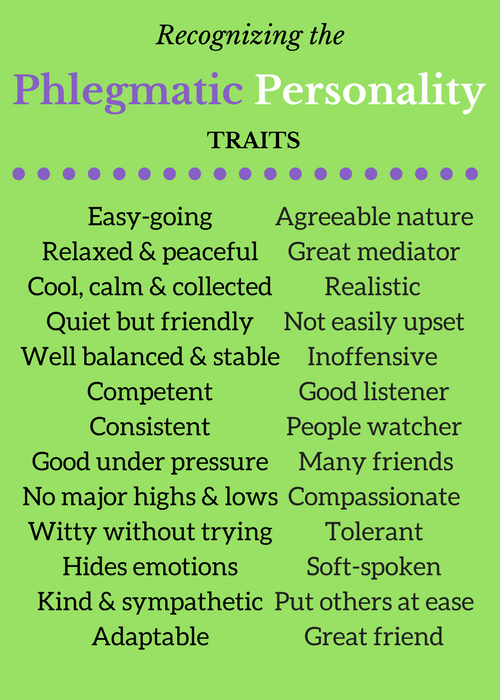 Recognizing the
Phlegmatic Personality
TRAITS
Easy-going
Relaxed & peaceful
Cool, calm & collected
Quiet but friendly
Well balanced & stable
Competent
Consistent
Good under pressure
No major highs & lows
Witty without trying
Hides emotions
Kind & sympathetic
Adaptable
Agreeable nature
Great mediator
Realistic
Not easily upset
Inoffensive
Good listener
People watcher
Many friends
Compassionate
Tolerant
Soft-spoken
Put others at ease
Great friend